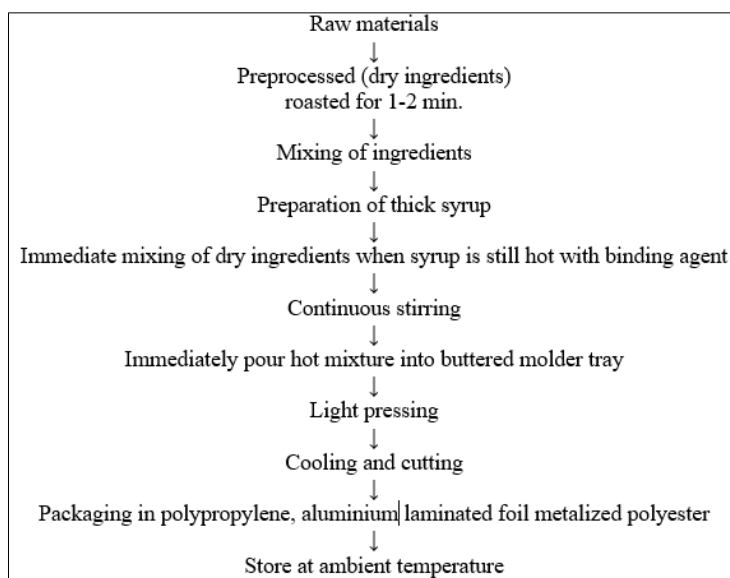 Raw materials
↓
Preprocessed (dry ingredients)
roasted for 1-2 min.
↓
Mixing of ingredients
↓
Preparation of thick syrup
↓
Immediate mixing of dry ingredients when syrup is still hot with binding agent
↓
Continuous stirring
↓
Immediately pour hot mixture into buttered molder tray
↓
Light pressing
↓
Cooling and cutting
↓
Packaging in polypropylene, aluminium laminated foil metalized polyester
↓
Store at ambient temperature